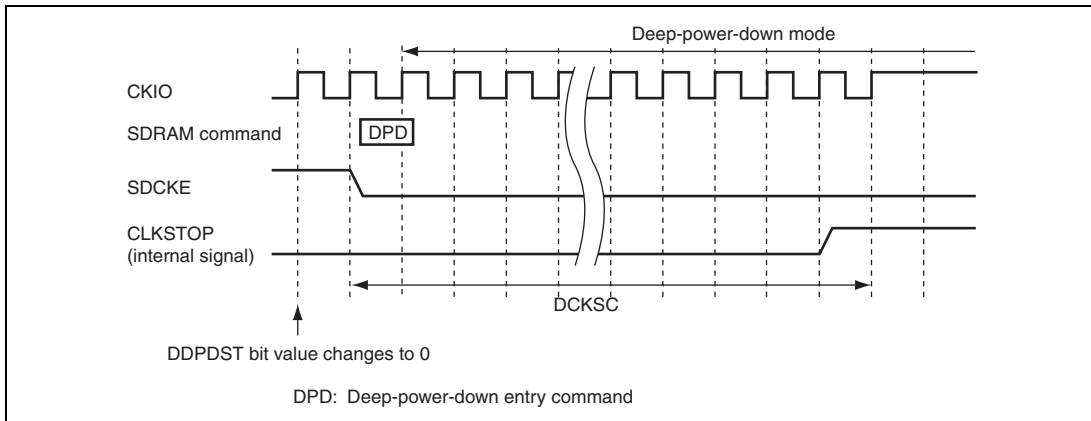 Deep-power-down mode
CKIO
SDRAM command
DPD
SDCKE
CLKSTOP
(internal signal)
DCKSC
DDPDST bit value changes to 0
DPD: Deep-power-down entry command